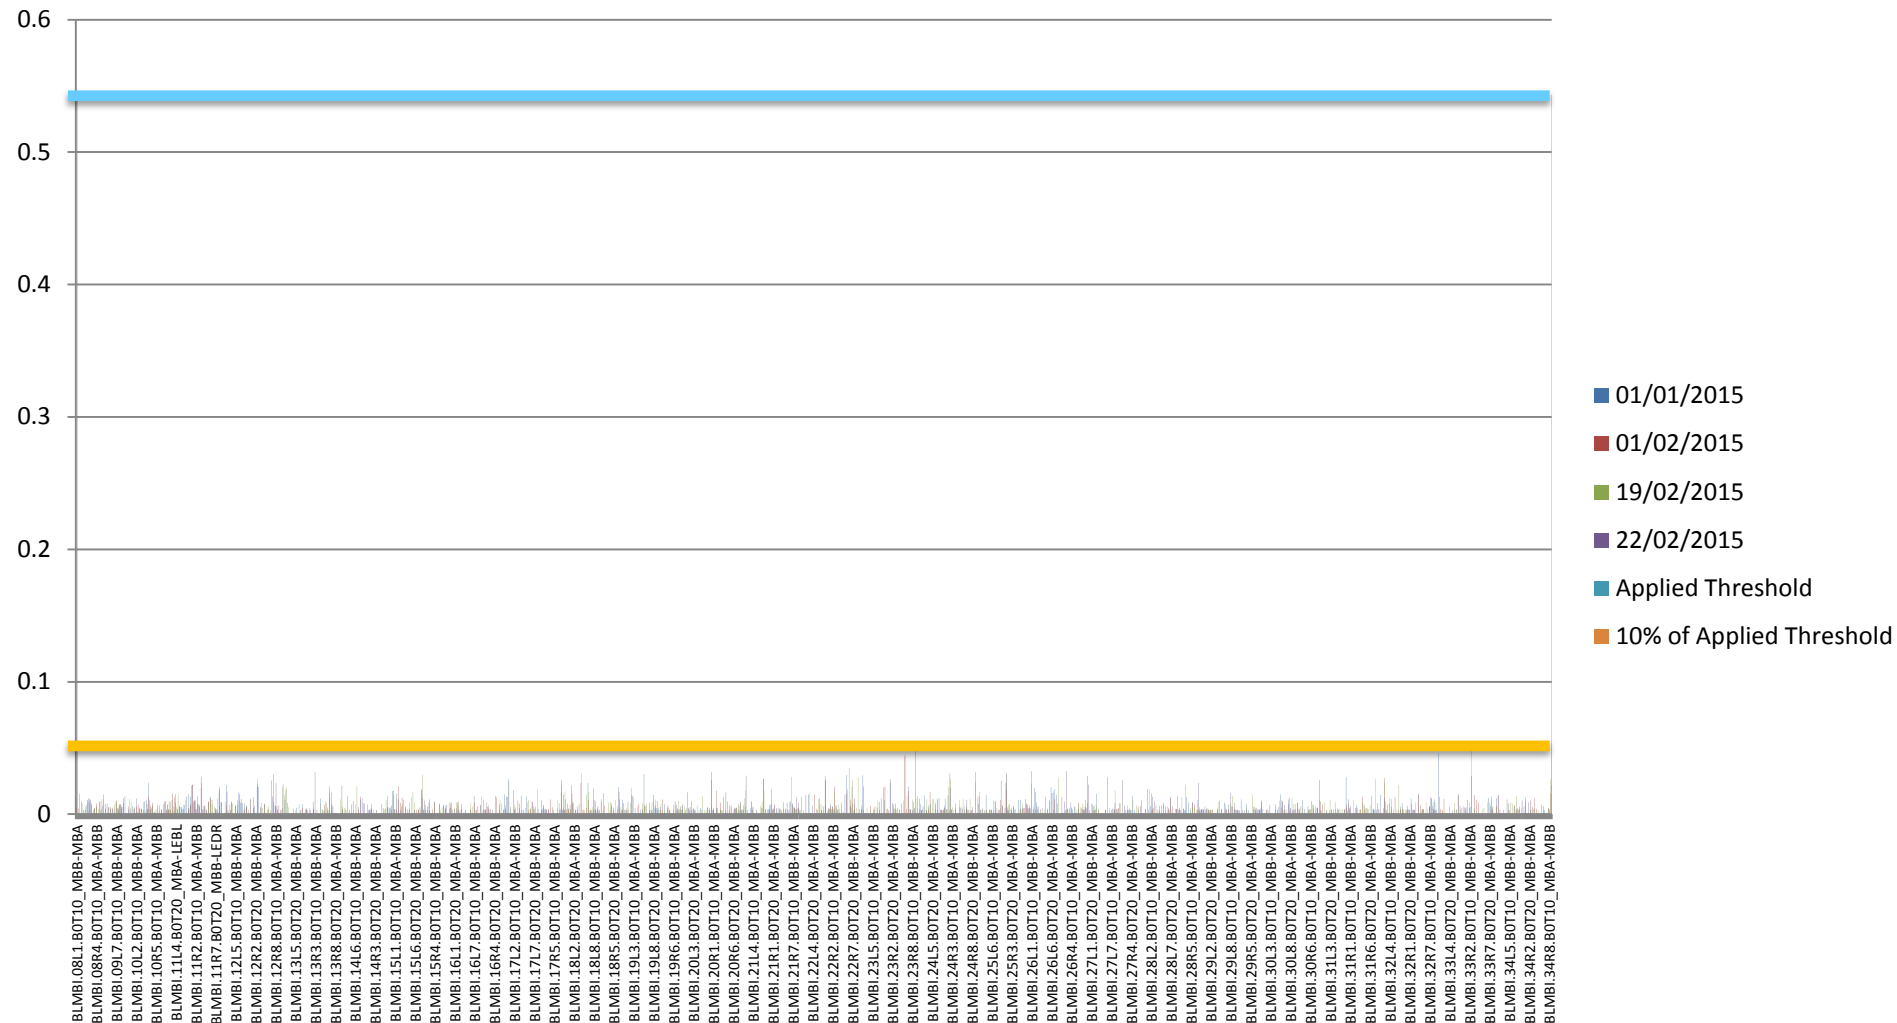 0.6
0.5
0.4
0.3
0.2
0.1
0
01/01/2015
01/02/2015
19/02/2015
22/02/2015
Applied Threshold
10% of Applied Threshold
BLMBI.08L1.B0T10_MBB-MBA
BLMBI.08R4.B0T10_MBA-MBB
BLMBI.09L7.B0T10_MBB-MBA
BLMBI.10L2.B0T10_MBB-MBA
BLMBI.10R5.B0T10_MBA-MBB
BLMBI.11L4.B0T20_MBA-LEBL
BLMBI.11R2.B0T10_MBA-MBB
BLMBI.11R7.B0T20_MBB-LEDR
BLMBI.12L5.B0T10_MBB-MBA
BLMBI.12R2.B0T20_MBB-MBA
BLMBI.12R8.B0T10_MBA-MBB
BLMBI.13L5.B0T20_MBB-MBA
BLMBI.13R3.B0T10_MBB-MBA
BLMBI.13R8.B0T20_MBA-MBB
BLMBI.14L6.B0T10_MBB-MBA
BLMBI.14R3.B0T20_MBB-MBA
BLMBI.15L1.B0T10_MBA-MBB
BLMBI.15L6.B0T20_MBB-MBA
BLMBI.15R4.B0T10_MBB-MBA
BLMBI.16L1.B0T20_MBA-MBB
BLMBI.16L7.B0T10_MBB-MBA
BLMBI.16R4.B0T20_MBB-MBA
BLMBI.17L2.B0T10_MBA-MBB
BLMBI.17L7.B0T20_MBB-MBA
BLMBI.17R5.B0T10_MBB-MBA
BLMBI.18L2.B0T20_MBA-MBB
BLMBI.18L8.B0T10_MBB-MBA
BLMBI.18R5.B0T20_MBB-MBA
BLMBI.19L3.B0T10_MBA-MBB
BLMBI.19L8.B0T20_MBB-MBA
BLMBI.19R6.B0T10_MBB-MBA
BLMBI.20L3.B0T20_MBA-MBB
BLMBI.20R1.B0T10_MBA-MBB
BLMBI.20R6.B0T20_MBB-MBA
BLMBI.21L4.B0T10_MBA-MBB
BLMBI.21R1.B0T20_MBA-MBB
BLMBI.21R7.B0T10_MBB-MBA
BLMBI.22L4.B0T20_MBA-MBB
BLMBI.22R2.B0T10_MBA-MBB
BLMBI.22R7.B0T20_MBB-MBA
BLMBI.23L5.B0T10_MBA-MBB
BLMBI.23R2.B0T20_MBA-MBB
BLMBI.23R8.B0T10_MBB-MBA
BLMBI.24L5.B0T20_MBA-MBB
BLMBI.24R3.B0T10_MBA-MBB
BLMBI.24R8.B0T20_MBB-MBA
BLMBI.25L6.B0T10_MBA-MBB
BLMBI.25R3.B0T20_MBA-MBB
BLMBI.26L1.B0T10_MBB-MBA
BLMBI.26L6.B0T20_MBA-MBB
BLMBI.26R4.B0T10_MBA-MBB
BLMBI.27L1.B0T20_MBB-MBA
BLMBI.27L7.B0T10_MBA-MBB
BLMBI.27R4.B0T20_MBA-MBB
BLMBI.28L2.B0T10_MBB-MBA
BLMBI.28L7.B0T20_MBA-MBB
BLMBI.28R5.B0T10_MBA-MBB
BLMBI.29L2.B0T20_MBB-MBA
BLMBI.29L8.B0T10_MBA-MBB
BLMBI.29R5.B0T20_MBA-MBB
BLMBI.30L3.B0T10_MBB-MBA
BLMBI.30L8.B0T20_MBA-MBB
BLMBI.30R6.B0T10_MBA-MBB
BLMBI.31L3.B0T20_MBB-MBA
BLMBI.31R1.B0T10_MBB-MBA
BLMBI.31R6.B0T20_MBA-MBB
BLMBI.32L4.B0T10_MBB-MBA
BLMBI.32R1.B0T20_MBB-MBA
BLMBI.32R7.B0T10_MBA-MBB
BLMBI.33L4.B0T20_MBB-MBA
BLMBI.33R2.B0T10_MBB-MBA
BLMBI.33R7.B0T20_MBA-MBB
BLMBI.34L5.B0T10_MBB-MBA
BLMBI.34R2.B0T20_MBB-MBA
BLMBI.34R8.B0T10_MBA-MBB